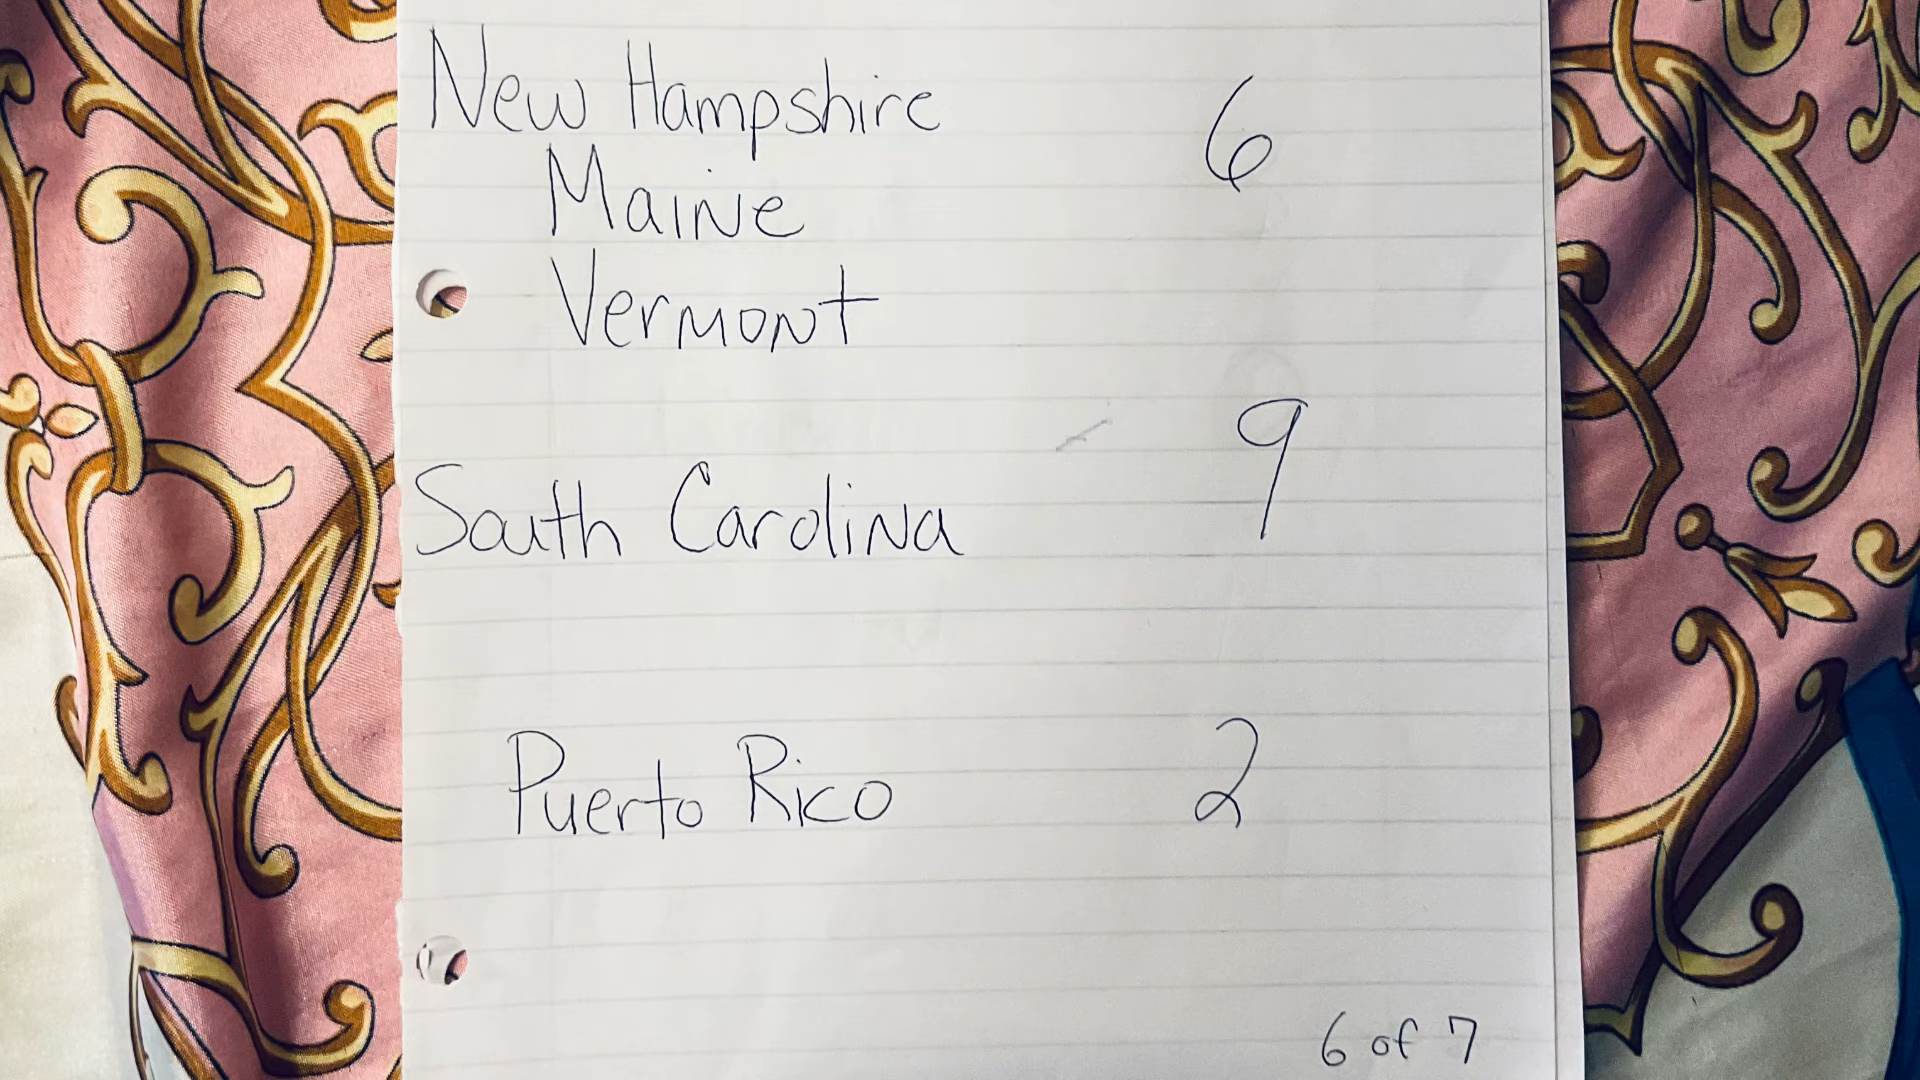 New Hampshire 6
Maine
Vermont
South Carolina 9
Puerto Rico 2
6 of 7